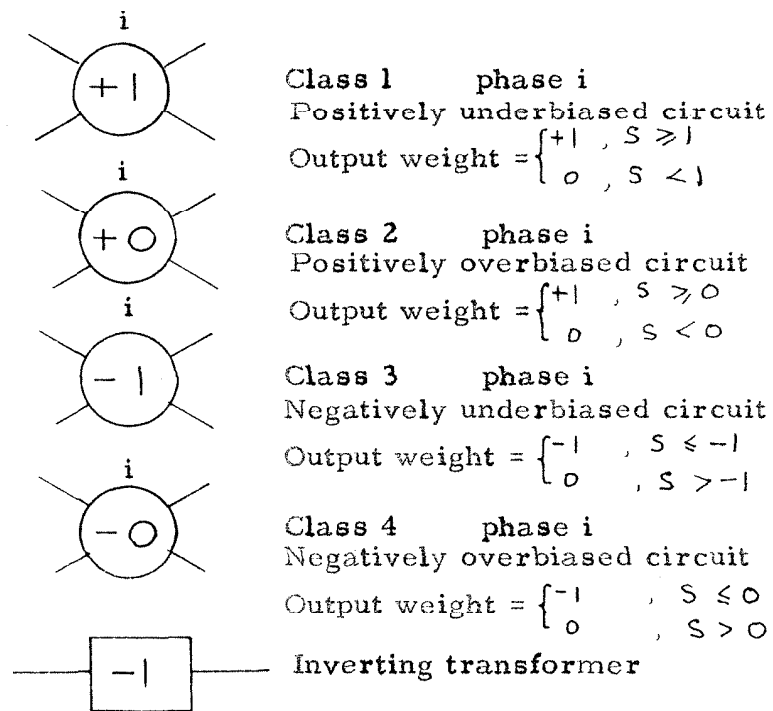 i
+1
Class 1 phase i
Positively underbiased circuit
Output weight = { +1 , S ⩾ 1
0 , S < 1
i
+0
Class 2 phase i
Positively overbiased circuit
Output weight = { +1 , S ⩾ 0
0 , S < 0
i
-1
Class 3 phase i
Negatively underbiased circuit
Output weight = { -1 , S ≤ -1
0 , S > -1
i
-0
Class 4 phase i
Negatively overbiased circuit
Output weight = { -1 , S ≤ 0
0 , S > 0
-1
Inverting transformer